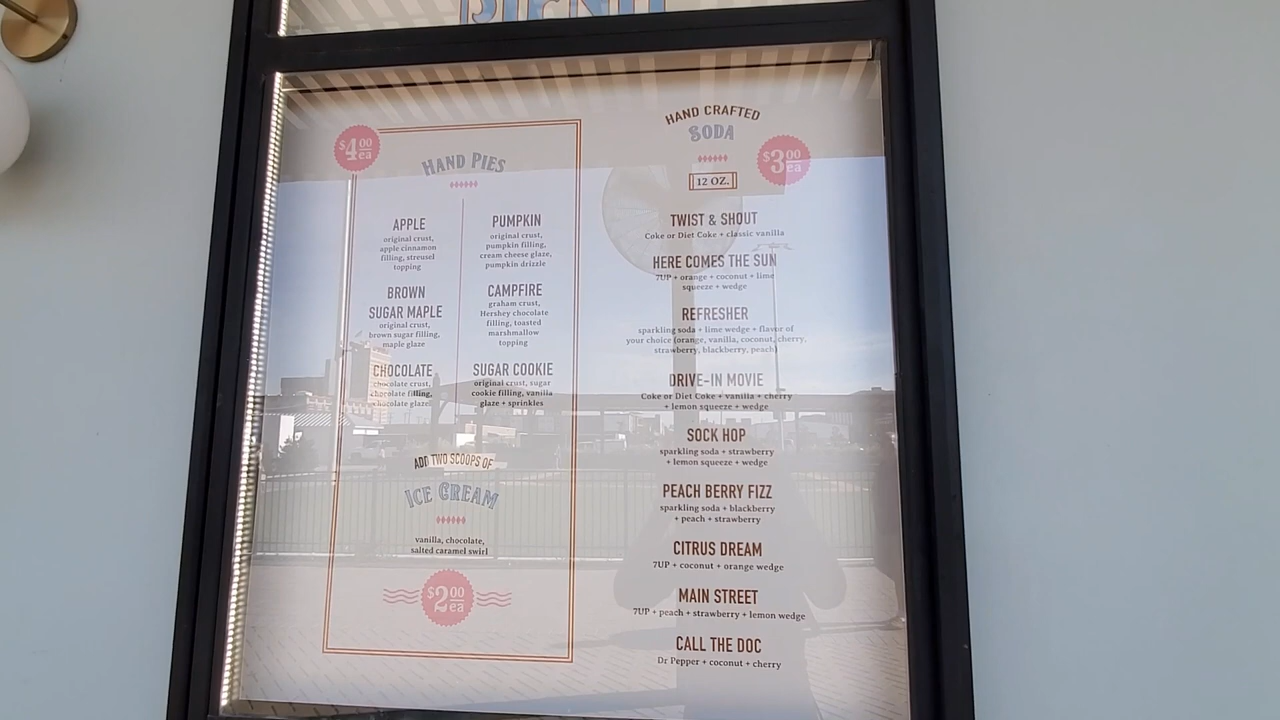 $4.00 ea
HAND PIES
APPLE
original crust,
apple cinnamon
filling, streusel
topping
BROWN
SUGAR MAPLE
original crust,
brown sugar filling,
maple glaze
CHOCOLATE
chocolate crust,
chocolate filling,
chocolate glaze
PUMPKIN
original crust,
pumpkin filling,
cream cheese glaze,
pumpkin drizzle
CAMPFIRE
graham crust,
Hershey chocolate
filling, toasted
marshmallow
topping
SUGAR COOKIE
original crust, sugar
cookie filling, vanilla
glaze + sprinkles
ADD TWO SCOOPS OF
ICE CREAM
vanilla, chocolate,
salted caramel swirl
$2.00 ea
HAND CRAFTED
SODA
$3.00 ea
12 OZ.
TWIST & SHOUT
Coke or Diet Coke + classic vanilla
HERE COMES THE SUN
7UP + orange + coconut + lime
squeeze + wedge
REFRESHER
sparkling soda + lime wedge + flavor of
your choice (orange, vanilla, coconut, cherry,
strawberry, blackberry, peach)
DRIVE-IN MOVIE
Coke or Diet Coke + vanilla + cherry
+ lemon squeeze + wedge
SOCK HOP
sparkling soda + strawberry
+ lemon squeeze + wedge
PEACH BERRY FIZZ
sparkling soda + blackberry
+ peach + strawberry
CITRUS DREAM
7UP + coconut + orange wedge
MAIN STREET
7UP + peach + strawberry + lemon wedge
CALL THE DOC
Dr Pepper + coconut + cherry